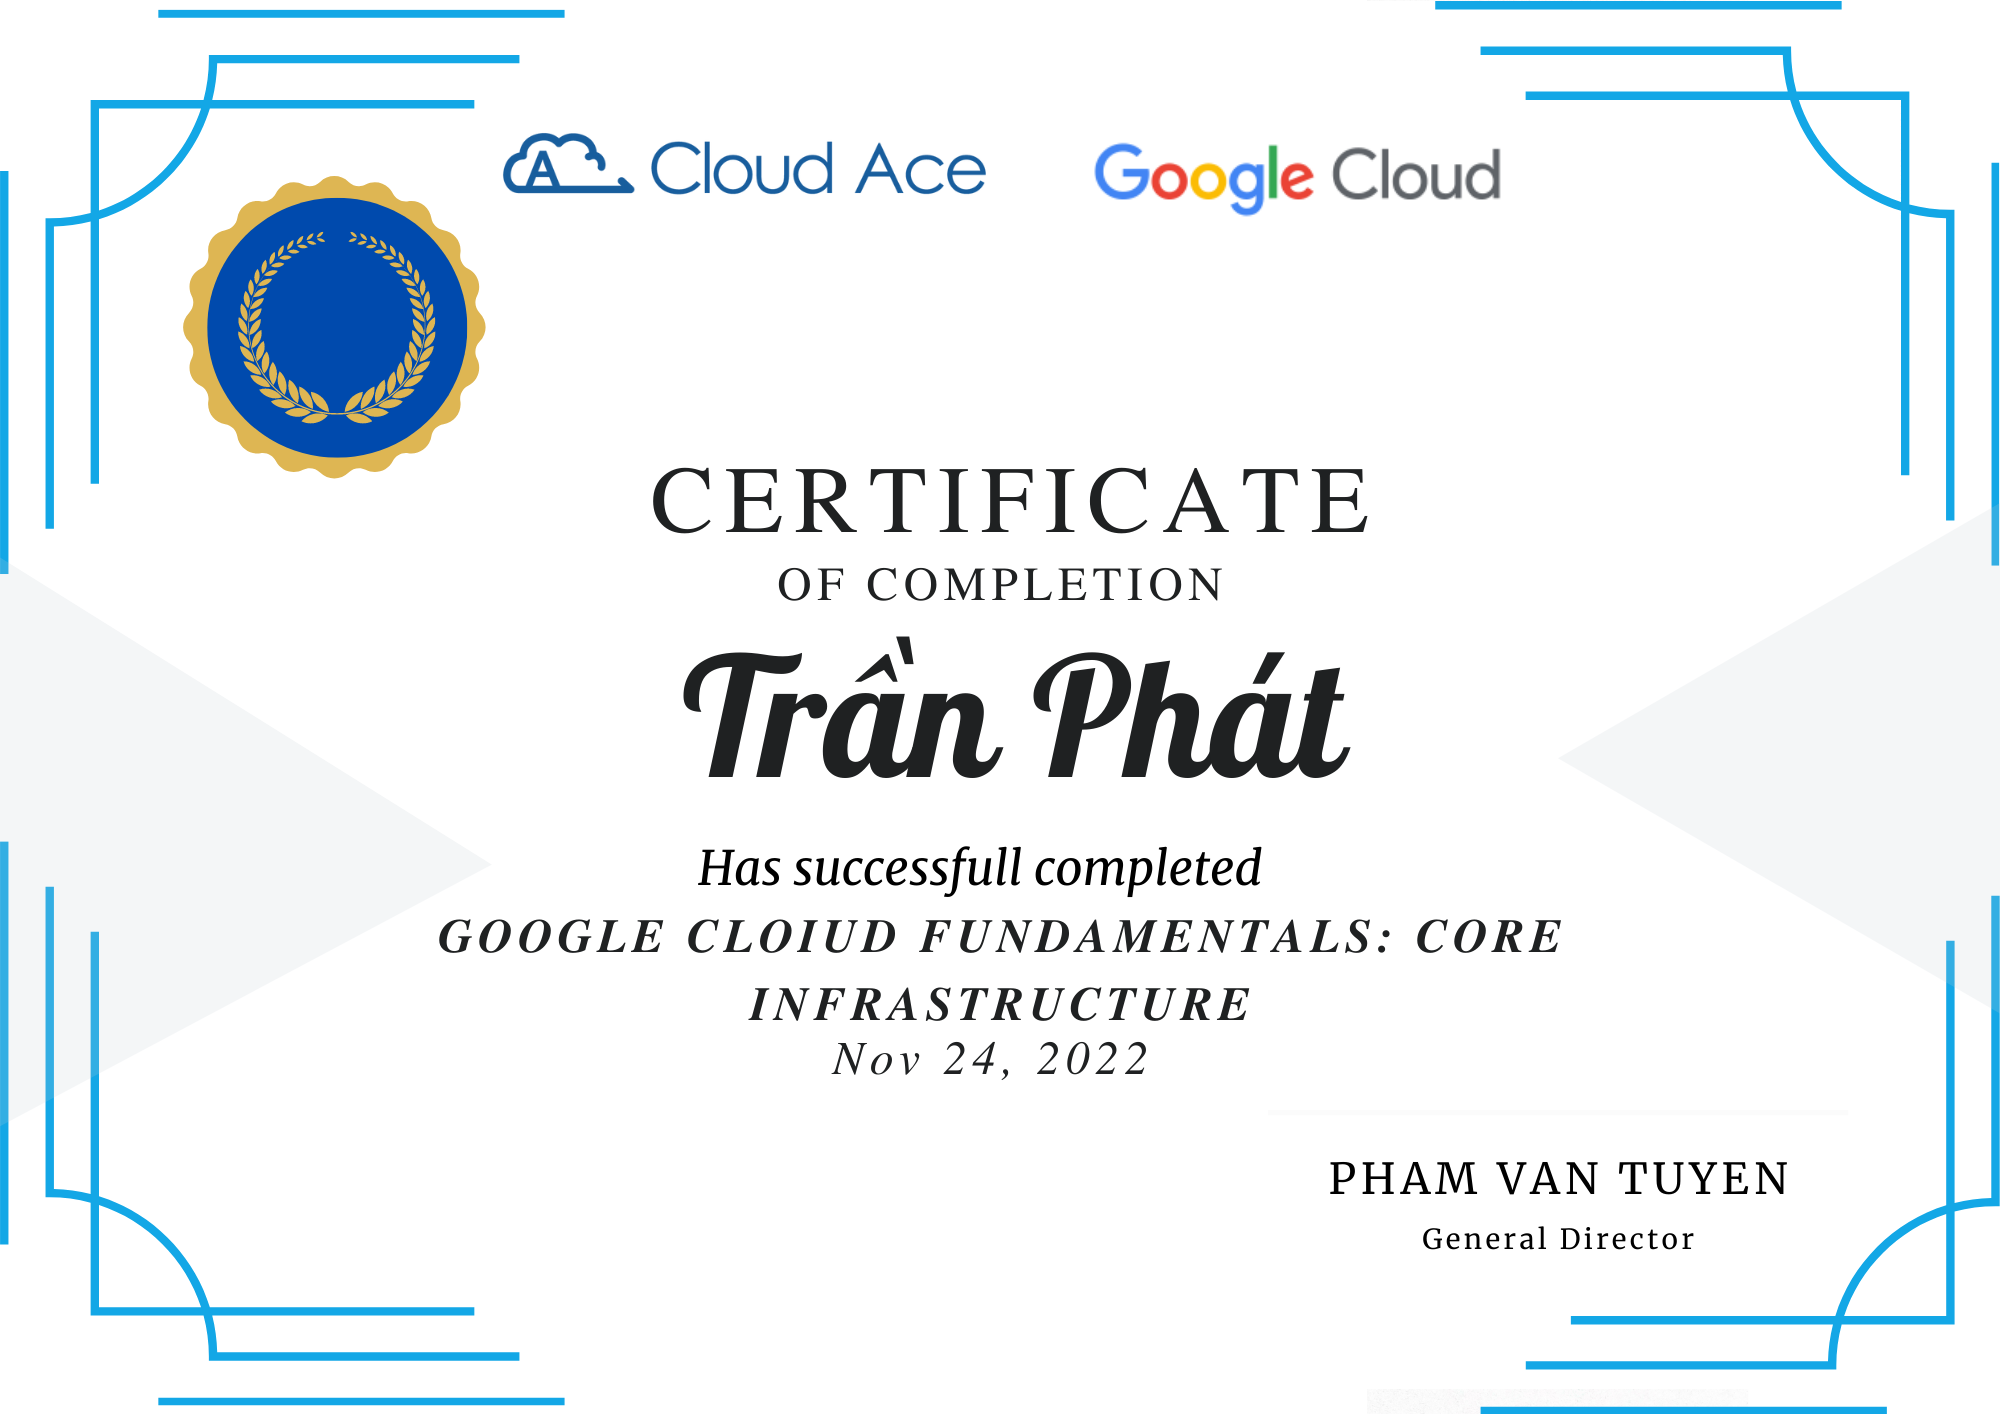 Cloud Ace
Google Cloud
CERTIFICATE
OF COMPLETION
Trần Phát
Has successfull completed
GOOGLE CLOIUD FUNDAMENTALS: CORE
INFRASTRUCTURE
Nov 24, 2022
PHAM VAN TUYEN
General Director